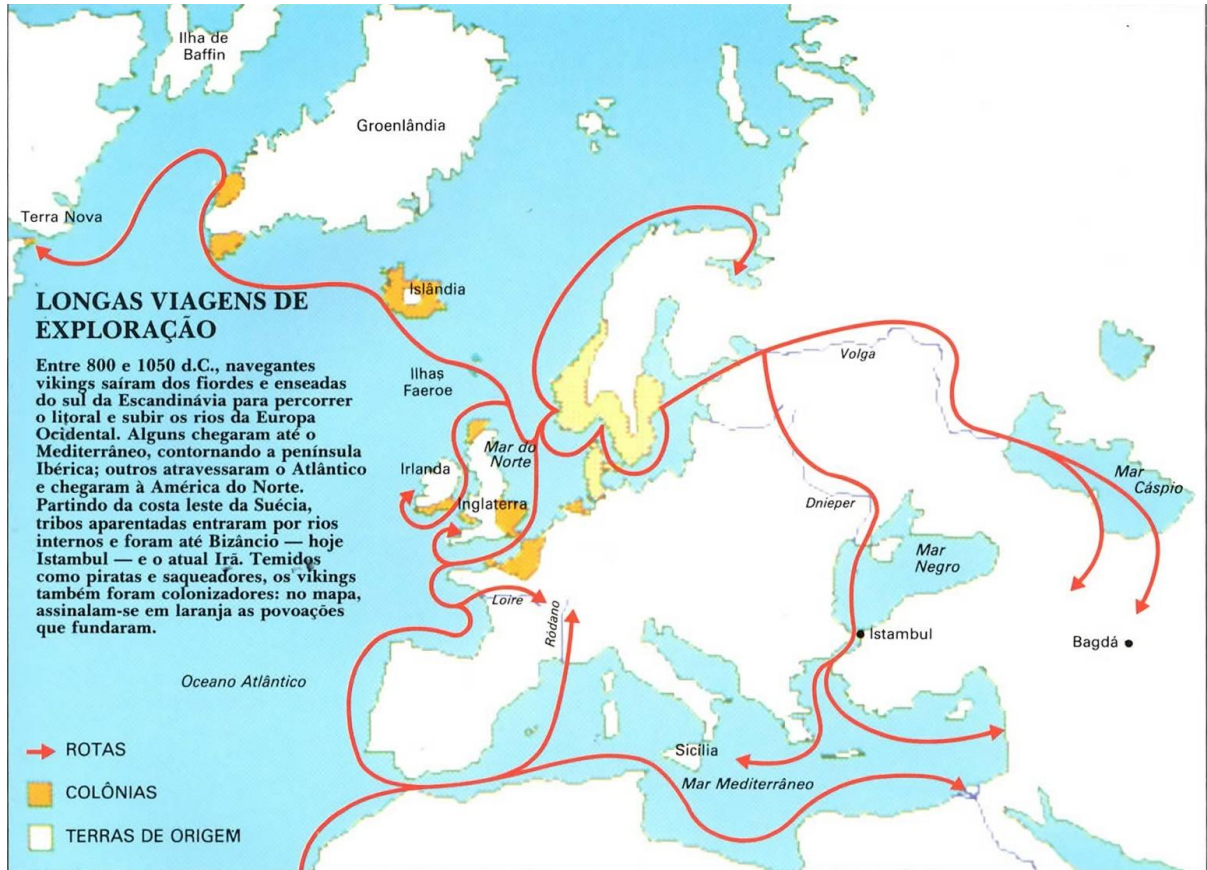 Ilha de
Baffin
Groenlândia
Terra Nova
Islândia
LONGAS VIAGENS DE
EXPLORAÇÃO
Entre 800 e 1050 d.C., navegantes
vikings saíram dos fiordes e enseadas
do sul da Escandinávia para percorrer
o litoral e subir os rios da Europa
Ocidental. Alguns chegaram até o
Mediterrâneo, contornando a península
Ibérica; outros atravessaram o Atlântico
e chegaram à América do Norte.
Partindo da costa leste da Suécia,
tribos aparentadas entraram por rios
internos e foram até Bizâncio — hoje
Istambul — e o atual Irã. Temidos
como piratas e saqueadores, os vikings
também foram colonizadores: no mapa,
assinalam-se em laranja as povoações
que fundaram.
Ilhas
Faeroe
Volga
Mar do
Norte
Irlanda
Inglaterra
Mar
Cáspio
Dnieper
Mar
Negro
Loire
Ródano
Istambul
Bagdá
Oceano Atlântico
Sicília
Mar Mediterrâneo
ROTAS
COLÔNIAS
TERRAS DE ORIGEM